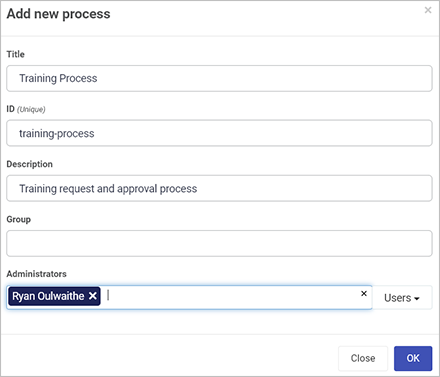 Add new process
×
Title
Training Process
ID (Unique)
training-process
Description
Training request and approval process
Group
Administrators
Ryan Oulwaithe × × Users
Close OK